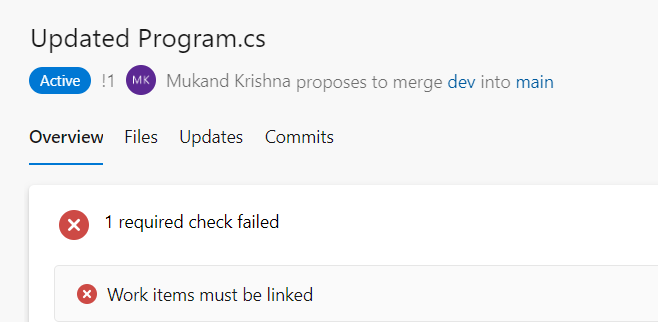 Updated Program.cs
Active !1 MK Mukand Krishna proposes to merge dev into main
Overview Files Updates Commits
1 required check failed
Work items must be linked